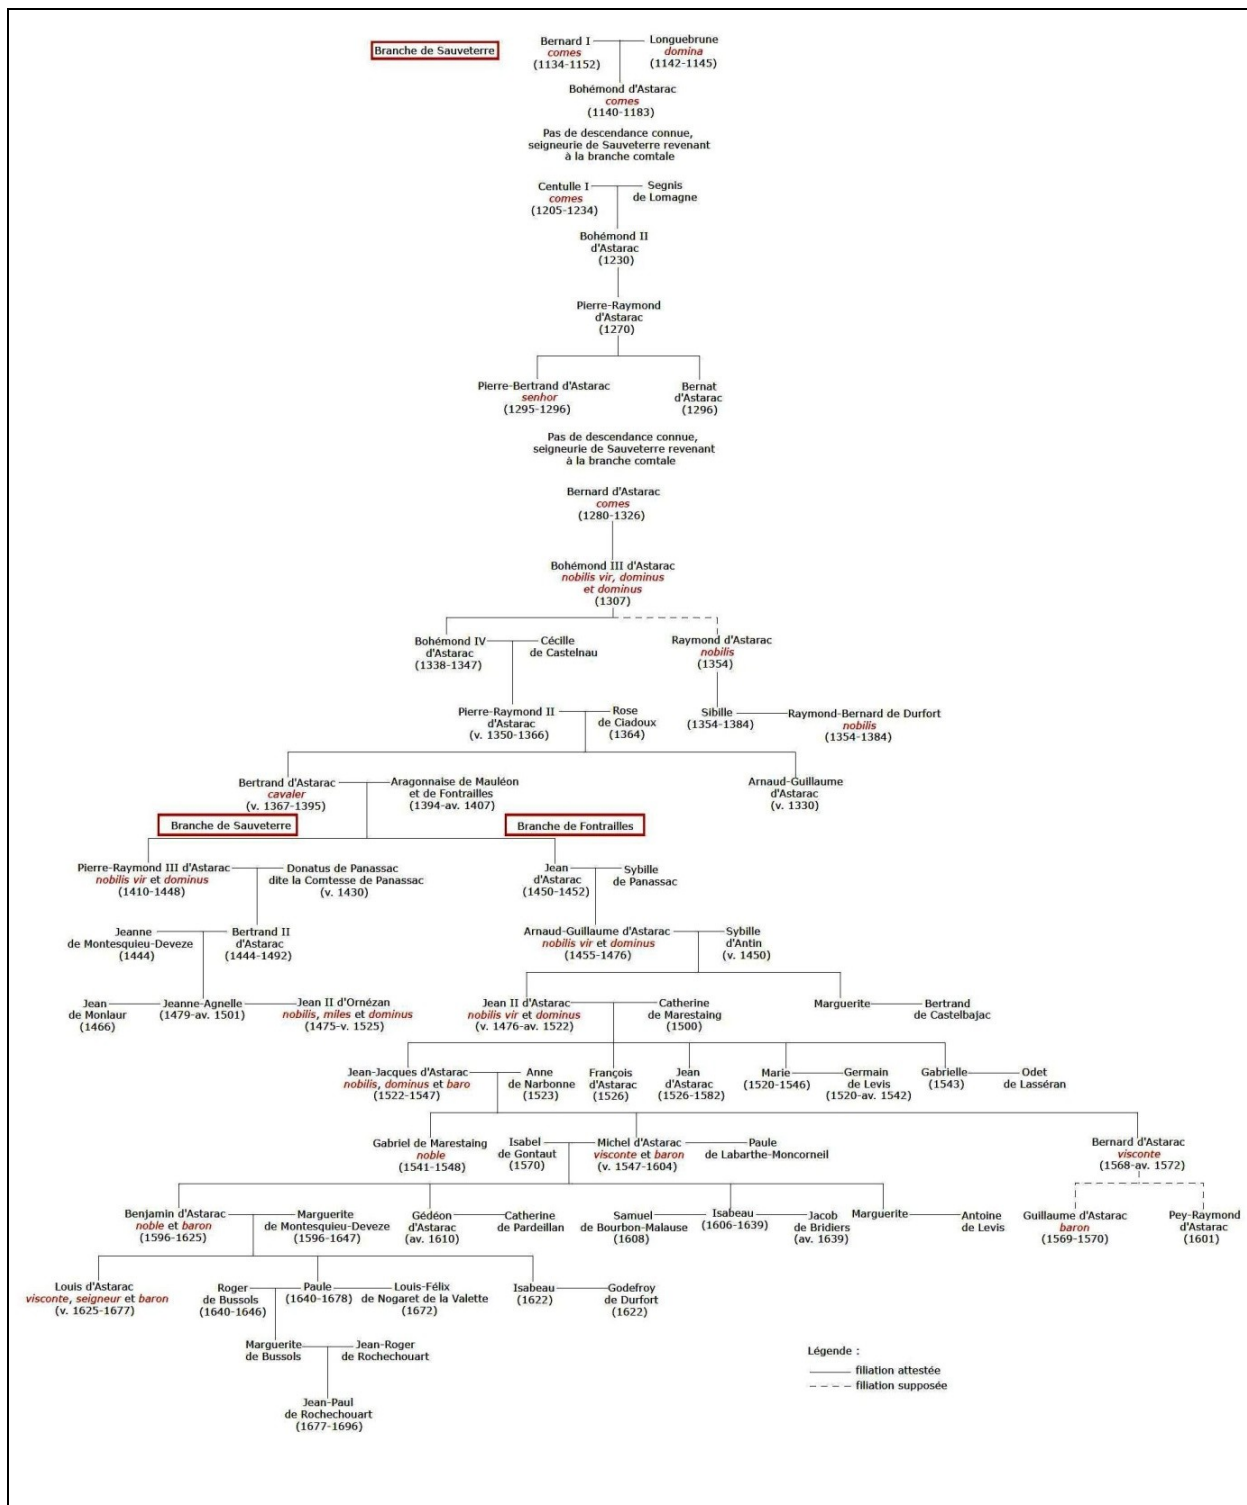 Branche de Sauveterre
Bernard I
comes
(1134-1152)
Longuebrune
domina
(1142-1145)
Bohémond d'Astarac
comes
(1140-1183)
Pas de descendance connue,
seigneurie de Sauveterre revenant
à la branche comtale
Centulle I
comes
(1205-1234)
Segnis
de Lomagne
Bohémond II
d'Astarac
(1230)
Pierre-Raymond
d'Astarac
(1270)
Pierre-Bertrand d'Astarac
senhor
(1295-1296)
Bernat
d'Astarac
(1296)
Pas de descendance connue,
seigneurie de Sauveterre revenant
à la branche comtale
Bernard d'Astarac
comes
(1280-1326)
Bohémond III d'Astarac
nobilis vir, dominus
et dominus
(1307)
Bohémond IV
d'Astarac
(1338-1347)
Cécille
de Castelnau
Raymond d'Astarac
nobilis
(1354)
Pierre-Raymond II
d'Astarac
(v. 1350-1366)
Rose
de Ciadoux
(1364)
Sibille
(1354-1384)
Raymond-Bernard de Durfort
nobilis
(1354-1384)
Bertrand d'Astarac
cavaler
(v. 1367-1395)
Aragonnaise de Mauléon
et de Fontrailles
(1394-av. 1407)
Arnaud-Guillaume
d'Astarac
(v. 1330)
Branche de Sauveterre
Branche de Fontrailles
Pierre-Raymond III d'Astarac
nobilis vir et dominus
(1410-1448)
Donatus de Panassac
dite la Comtesse de Panassac
(v. 1430)
Jean
d'Astarac
(1450-1452)
Sybille
de Panassac
Jeanne
de Montesquieu-Deveze
(1444)
Bertrand II
d'Astarac
(1444-1492)
Arnaud-Guillaume d'Astarac
nobilis vir et dominus
(1455-1476)
Sybille
d'Antin
(v. 1450)
Jean
de Monlaur
(1466)
Jeanne-Agnelle
(1479-av. 1501)
Jean II d'Ornézan
nobilis, miles et dominus
(1475-v. 1525)
Jean II d'Astarac
nobilis vir et dominus
(v. 1476-av. 1522)
Catherine
de Marestaing
(1500)
Marguerite
Bertrand
de Castelbajac
Jean-Jacques d'Astarac
nobilis, dominus et baro
(1522-1547)
Anne
de Narbonne
(1523)
François
d'Astarac
(1526)
Jean
d'Astarac
(1526-1582)
Marie
(1520-1546)
Germain
de Levis
(1520-av. 1542)
Gabrielle
(1543)
Odet
de Lasséran
Gabriel de Marestaing
noble
(1541-1548)
Isabel
de Gontaut
(1570)
Michel d'Astarac
visconte et baron
(v. 1547-1604)
Paule
de Labarthe-Moncorneil
Bernard d'Astarac
visconte
(1568-av. 1572)
Benjamin d'Astarac
noble et baron
(1596-1625)
Marguerite
de Montesquieu-Deveze
(1596-1647)
Gédéon
d'Astarac
(av. 1610)
Catherine
de Pardeillan
Samuel
de Bourbon-Malause
(1608)
Isabeau
(1606-1639)
Jacob
de Bridiers
(av. 1639)
Marguerite
Antoine
de Levis
Guillaume d'Astarac
baron
(1569-1570)
Pey-Raymond
d'Astarac
(1601)
Louis d'Astarac
visconte, seigneur et baron
(v. 1625-1677)
Roger
de Bussols
(1640-1646)
Paule
(1640-1678)
Louis-Félix
de Nogaret de la Valette
(1672)
Isabeau
(1622)
Godefroy
de Durfort
(1622)
Marguerite
de Bussols
Jean-Roger
de Rochechouart
Jean-Paul
de Rochechouart
(1677-1696)
Légende :
filiation attestée
filiation supposée